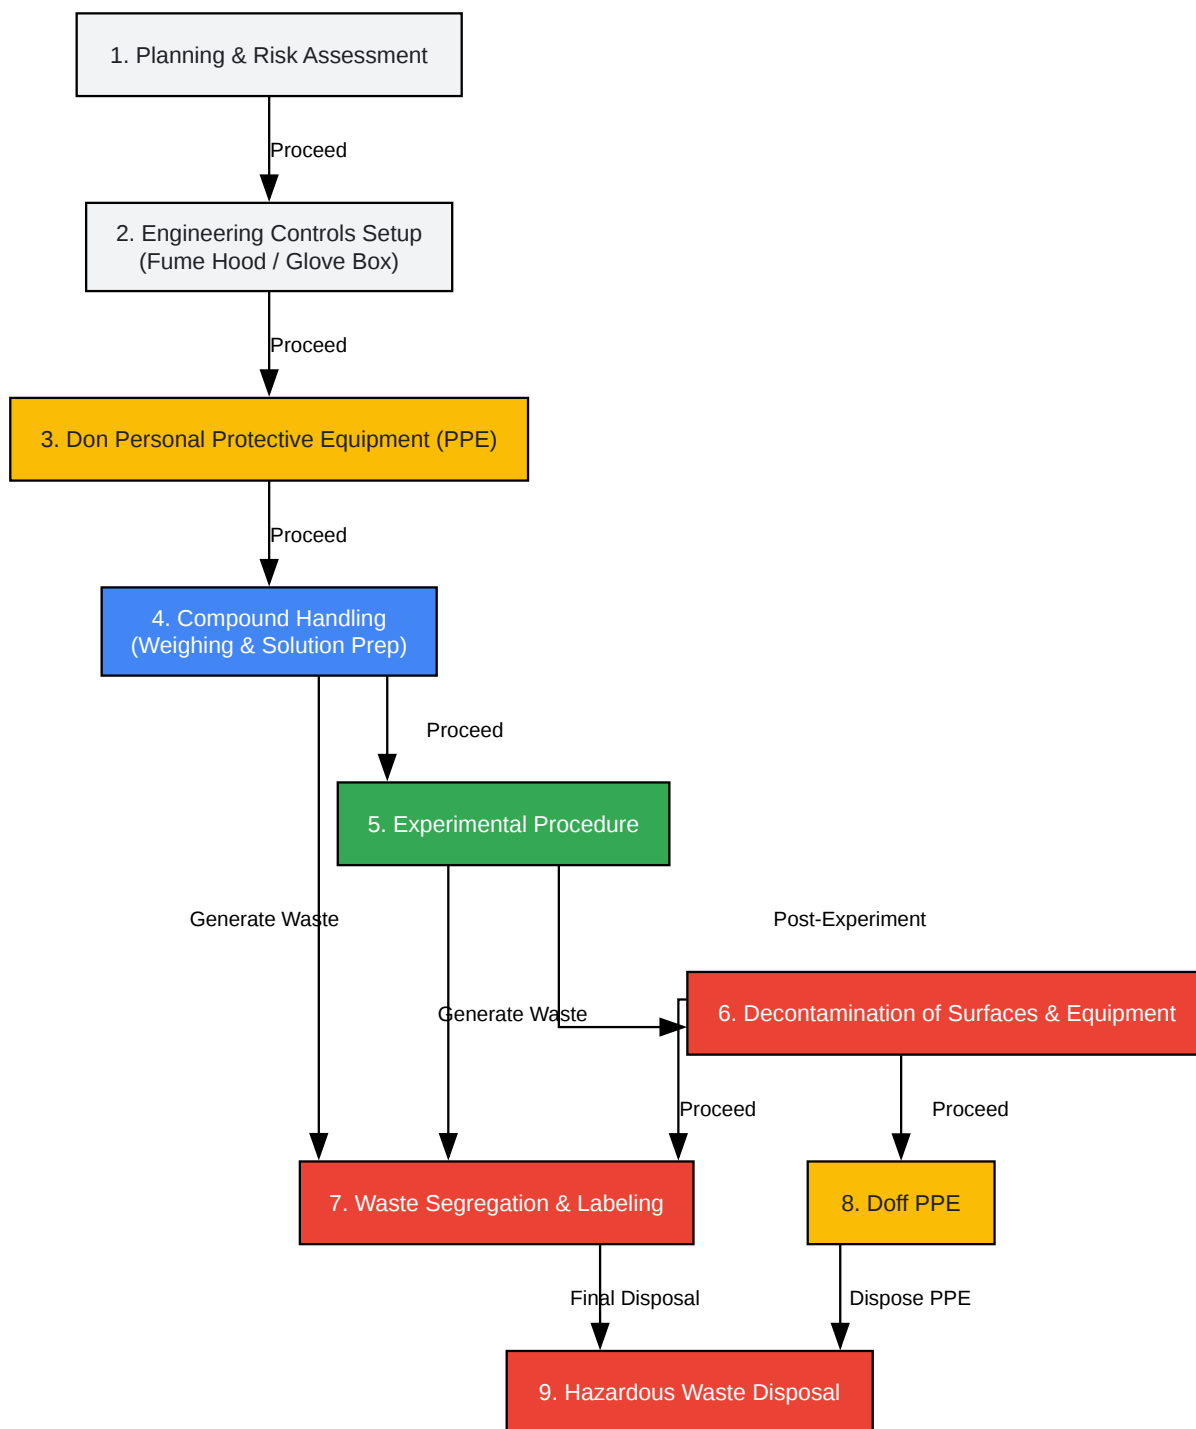 1. Planning & Risk Assessment
Proceed
2. Engineering Controls Setup
(Fume Hood / Glove Box)
Proceed
3. Don Personal Protective Equipment (PPE)
Proceed
4. Compound Handling
(Weighing & Solution Prep)
Proceed
5. Experimental Procedure
Generate Waste
Post-Experiment
Generate Waste
6. Decontamination of Surfaces & Equipment
Proceed
Proceed
7. Waste Segregation & Labeling
8. Doff PPE
Final Disposal
Dispose PPE
9. Hazardous Waste Disposal